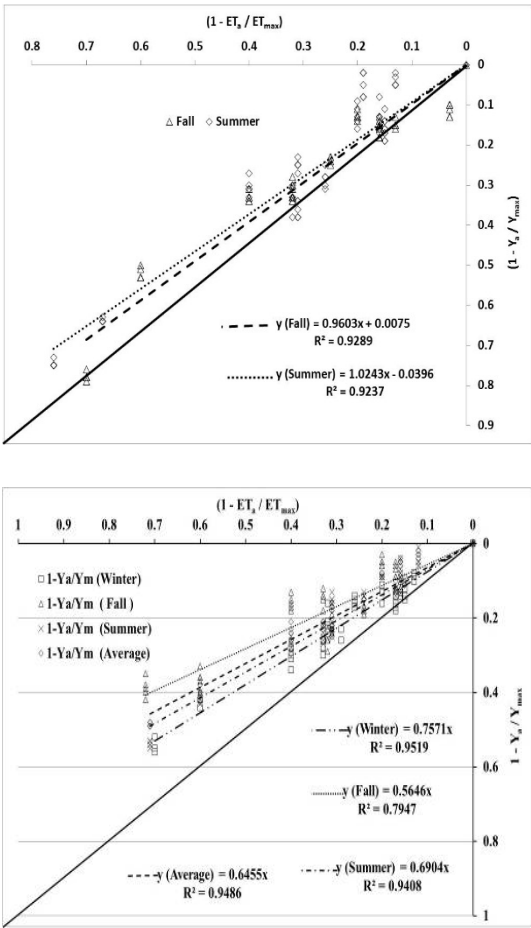 (1 - ETa / ETmax)
0.8 0.7 0.6 0.5 0.4 0.3 0.2 0.1 0
0
0.1
0.2
0.3
0.4
0.5
0.6
0.7
0.8
0.9
(1 - Ya / Ymax)
Fall Summer
y (Fall) = 0.9603x + 0.0075
R² = 0.9289
y (Summer) = 1.0243x - 0.0396
R² = 0.9237
(1 - ETa / ETmax)
1 0.9 0.8 0.7 0.6 0.5 0.4 0.3 0.2 0.1 0
0
0.2
0.4
0.6
0.8
1
1 - Ya / Ymax
1-Ya/Ym (Winter)
1-Ya/Ym ( Fall )
1-Ya/Ym (Summer)
1-Ya/Ym (Average)
y (Winter) = 0.7571x
R² = 0.9519
y (Fall) = 0.5646x
R² = 0.7947
y (Average) = 0.6455x
R² = 0.9486
y (Summer) = 0.6904x
R² = 0.9408